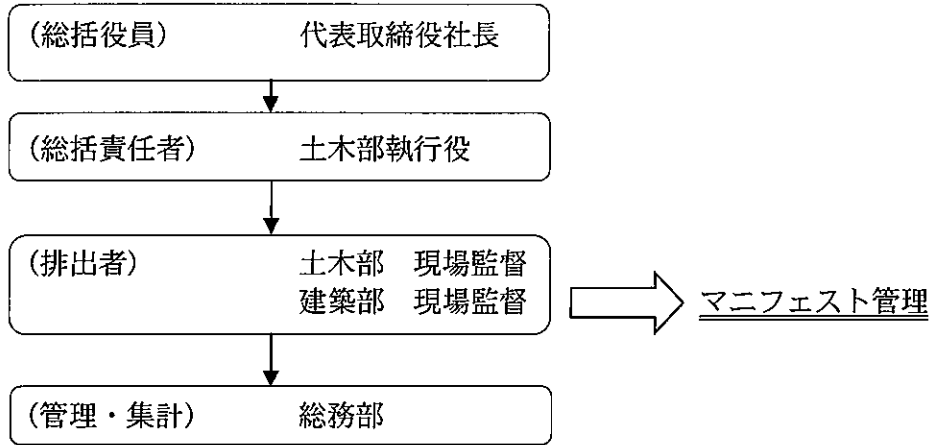 (総括役員) 代表取締役社長
(総括責任者) 土木部執行役
(排出者) 土木部 現場監督
建築部 現場監督
マニフェスト管理
(管理・集計) 総務部